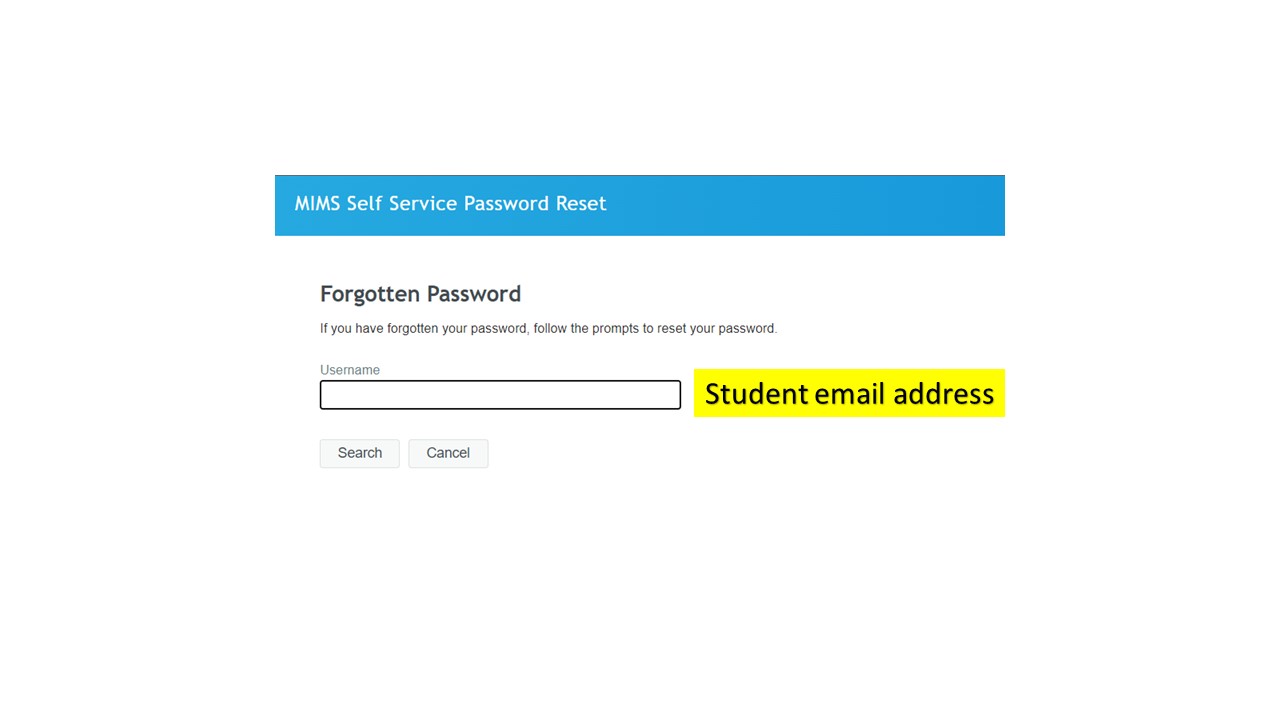 MIMS Self Service Password Reset
Forgotten Password
If you have forgotten your password, follow the prompts to reset your password.
Username
Student email address
Search Cancel